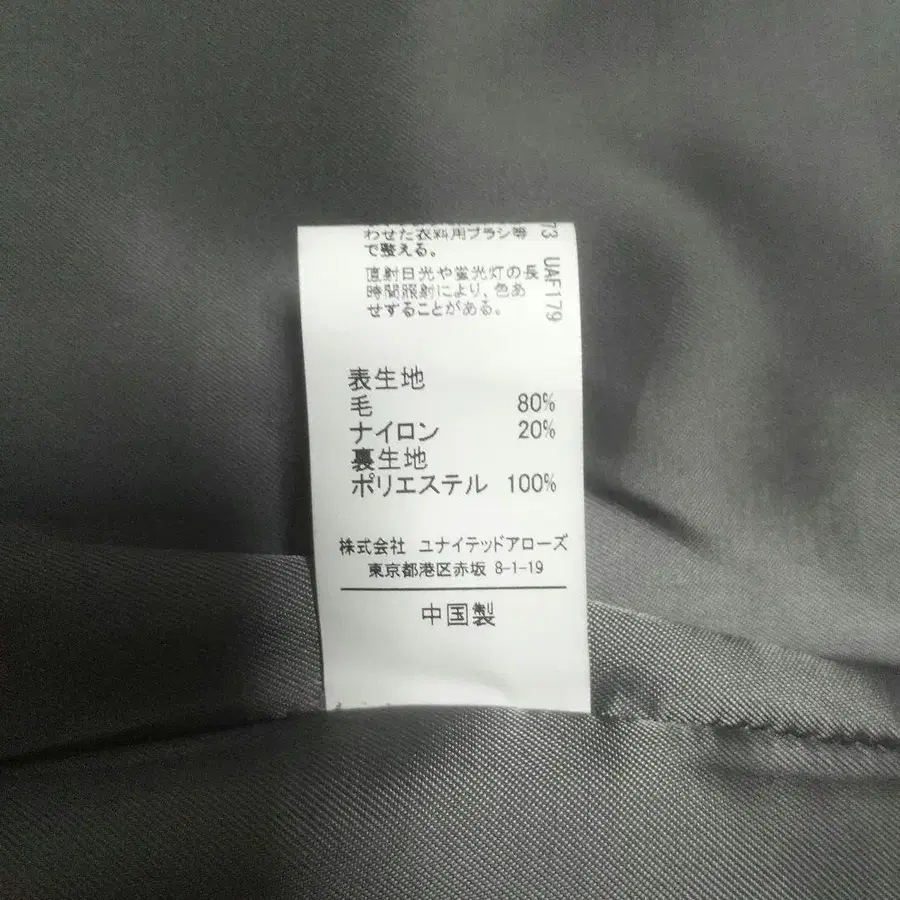 わせた衣料用ブラシ等
で整える。
直射日光や蛍光灯の長
時間照射により、色あ
せすることがある。
73 UAF179
表生地
毛 80%
ナイロン 20%
裏生地
ポリエステル 100%
株式会社 ユナイテッドアローズ
東京都港区赤坂 8-1-19
中国製